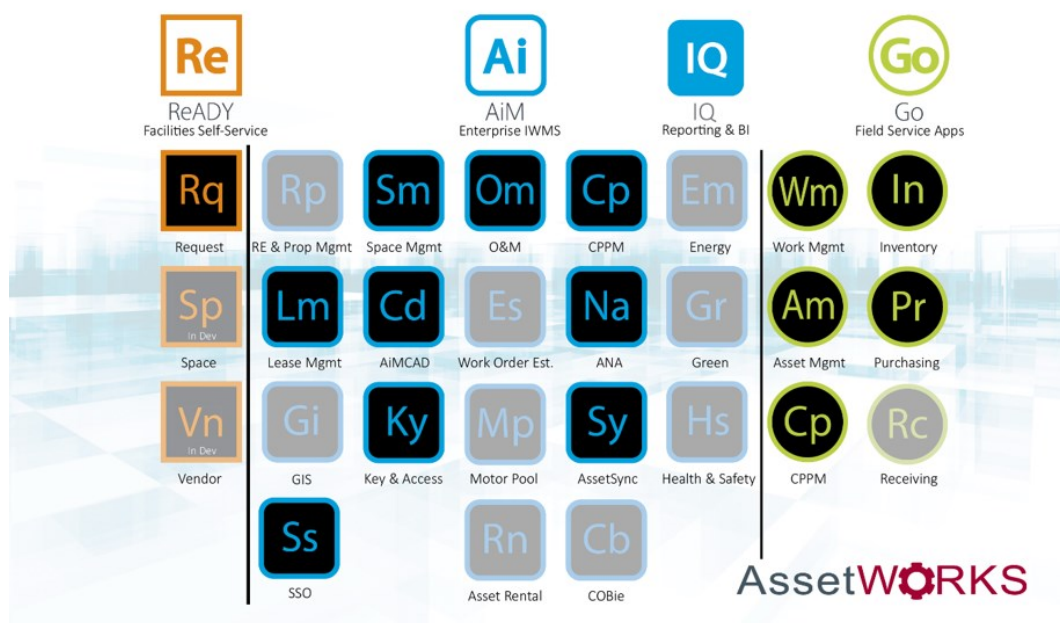 Re
Ai
IQ
Go
ReADY
AiM
IQ
Go
Facilities Self-Service
Enterprise IWMS
Reporting & BI
Field Service Apps
Rq
Rp
Sm
Om
Cp
Em
Wm
In
Request
RE & Prop Mgmt
Space Mgmt
O&M
CPPM
Energy
Work Mgmt
Inventory
Sp
In Dev
Lm
Cd
Es
Na
Gr
Am
Pr
Space
Lease Mgmt
AiMCAD
Work Order Est.
ANA
Green
Asset Mgmt
Purchasing
Vn
In Dev
Gi
Ky
Mp
Sy
Hs
Cp
Rc
Vendor
GIS
Key & Access
Motor Pool
AssetSync
Health & Safety
CPPM
Receiving
Ss
Rn
Cb
SSO
Asset Rental
COBie
AssetWORKS